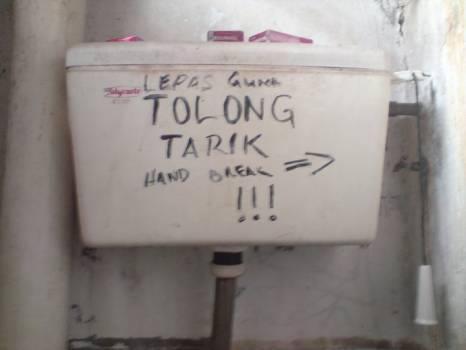 LEPAS Guna
TOLONG
TARIK
HAND BREAK =>
!!!